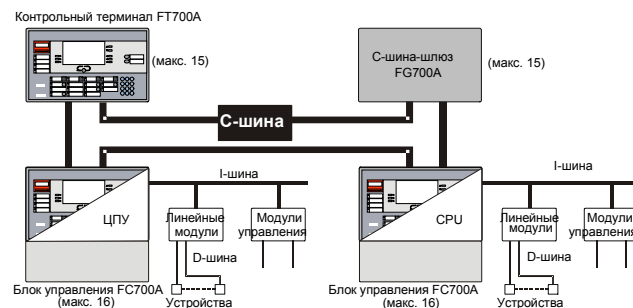 Контрольный терминал FT700A
(макс. 15)
С-шина-шлюз
FG700A
(макс. 15)
С-шина
I-шина
I-шина
ЦПУ
Линейные
модули
Модули
управления
CPU
Линейные
модули
Модули
управления
D-шина
D-шина
Блок управления FC700A
(макс. 16)
Устройства
Блок управления FC700A
(макс. 16)
Устройства